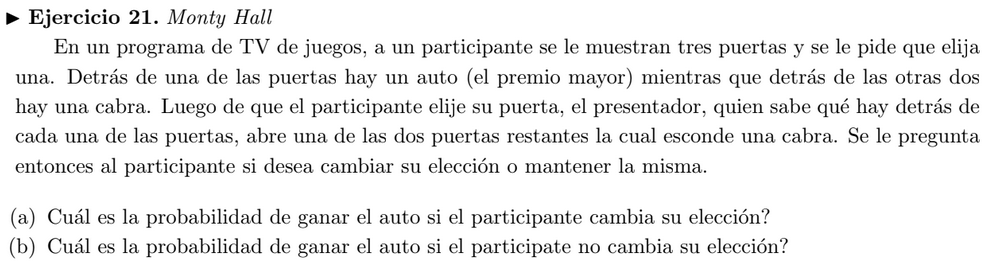 ▶ Ejercicio 21. Monty Hall
En un programa de TV de juegos, a un participante se le muestran tres puertas y se le pide que elija
una. Detrás de una de las puertas hay un auto (el premio mayor) mientras que detrás de las otras dos
hay una cabra. Luego de que el participante elije su puerta, el presentador, quien sabe qué hay detrás de
cada una de las puertas, abre una de las dos puertas restantes la cual esconde una cabra. Se le pregunta
entonces al participante si desea cambiar su elección o mantener la misma.
(a) Cuál es la probabilidad de ganar el auto si el participante cambia su elección?
(b) Cuál es la probabilidad de ganar el auto si el participate no cambia su elección?